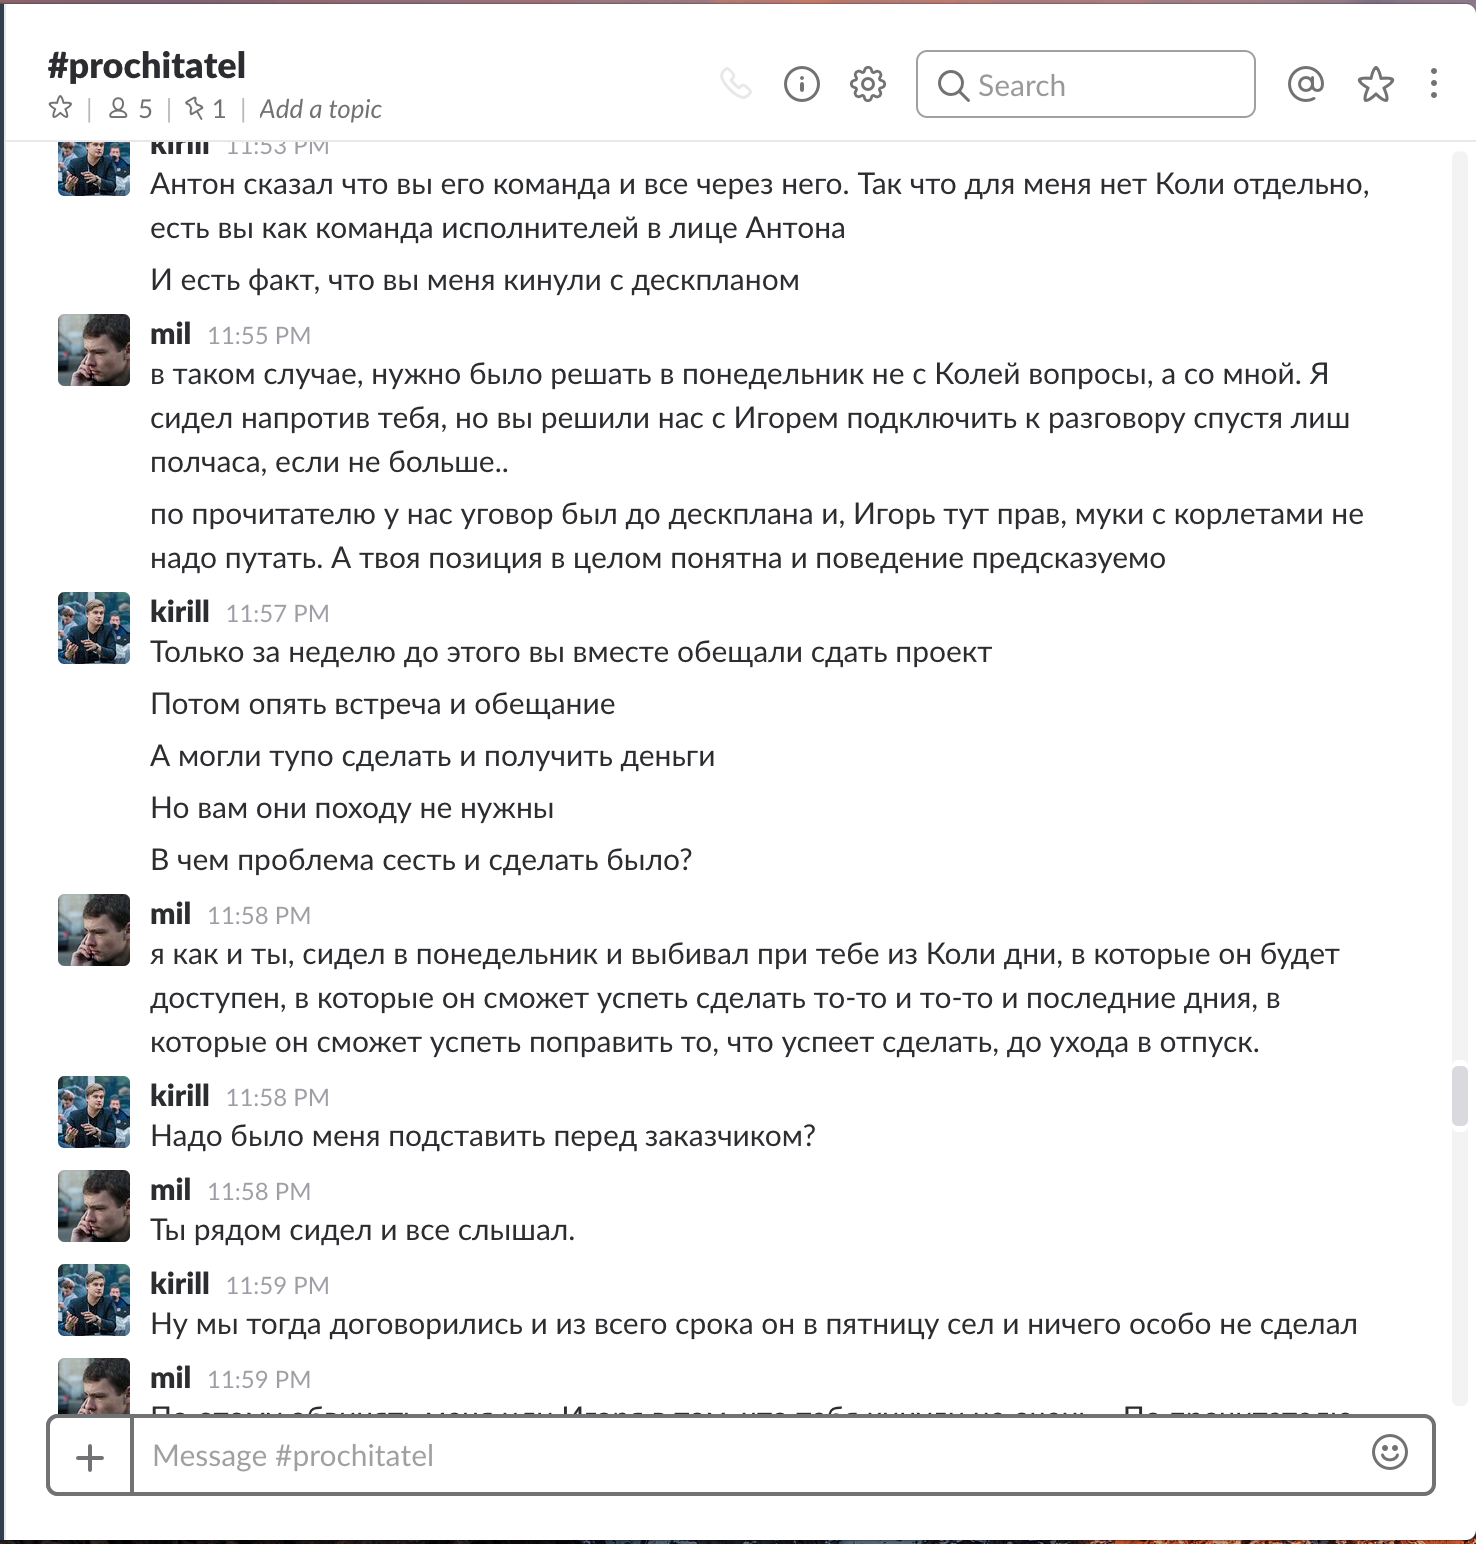 #prochitatel
5 | 1 | Add a topic
Search
kirill 11:53 PM
Антон сказал что вы его команда и все через него. Так что для меня нет Коли отдельно,
есть вы как команда исполнителей в лице Антона
И есть факт, что вы меня кинули с дескпланом
mil 11:55 PM
в таком случае, нужно было решать в понедельник не с Колей вопросы, а со мной. Я
сидел напротив тебя, но вы решили нас с Игорем подключить к разговору спустя лиш
полчаса, если не больше..
по прочитателю у нас уговор был до дескплана и, Игорь тут прав, муки с корлетами не
надо путать. А твоя позиция в целом понятна и поведение предсказуемо
kirill 11:57 PM
Только за неделю до этого вы вместе обещали сдать проект
Потом опять встреча и обещание
А могли тупо сделать и получить деньги
Но вам они походу не нужны
В чем проблема сесть и сделать было?
mil 11:58 PM
я как и ты, сидел в понедельник и выбивал при тебе из Коли дни, в которые он будет
доступен, в которые он сможет успеть сделать то-то и то-то и последние дния, в
которые он сможет успеть поправить то, что успеет сделать, до ухода в отпуск.
kirill 11:58 PM
Надо было меня подставить перед заказчиком?
mil 11:58 PM
Ты рядом сидел и все слышал.
kirill 11:59 PM
Ну мы тогда договорились и из всего срока он в пятницу сел и ничего особо не сделал
mil 11:59 PM
Message #prochitatel